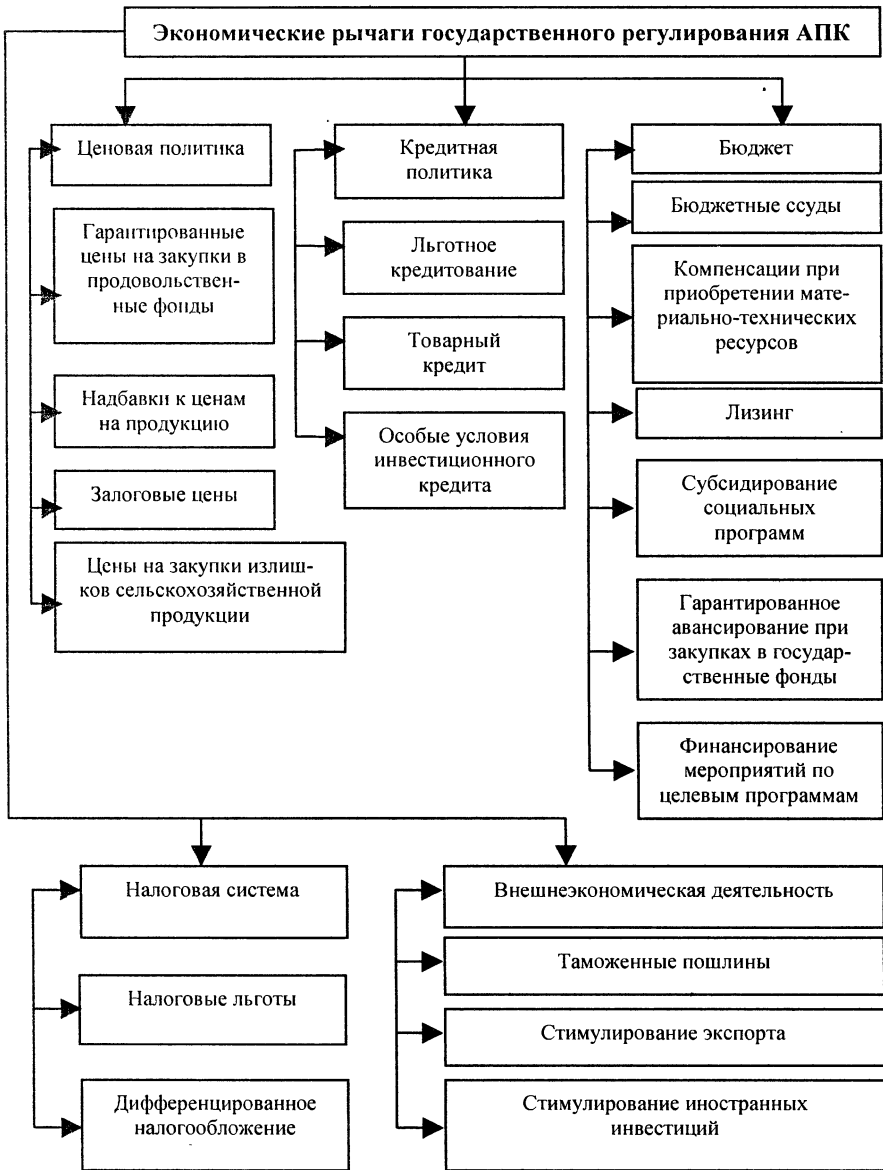 Экономические рычаги государственного регулирования АПК
Ценовая политика
Гарантированные
цены на закупки в
продовольствен-
ные фонды
Надбавки к ценам
на продукцию
Залоговые цены
Цены на закупки излиш-
ков сельскохозяйственной
продукции
Кредитная
политика
Льготное
кредитование
Товарный
кредит
Особые условия
инвестиционного
кредита
Бюджет
Бюджетные ссуды
Компенсации при
приобретении мате-
риально-технических
ресурсов
Лизинг
Субсидирование
социальных
программ
Гарантированное
авансирование при
закупках в государ-
ственные фонды
Финансирование
мероприятий по
целевым программам
Налоговая система
Налоговые льготы
Дифференцированное
налогообложение
Внешнеэкономическая деятельность
Таможенные пошлины
Стимулирование экспорта
Стимулирование иностранных
инвестиций